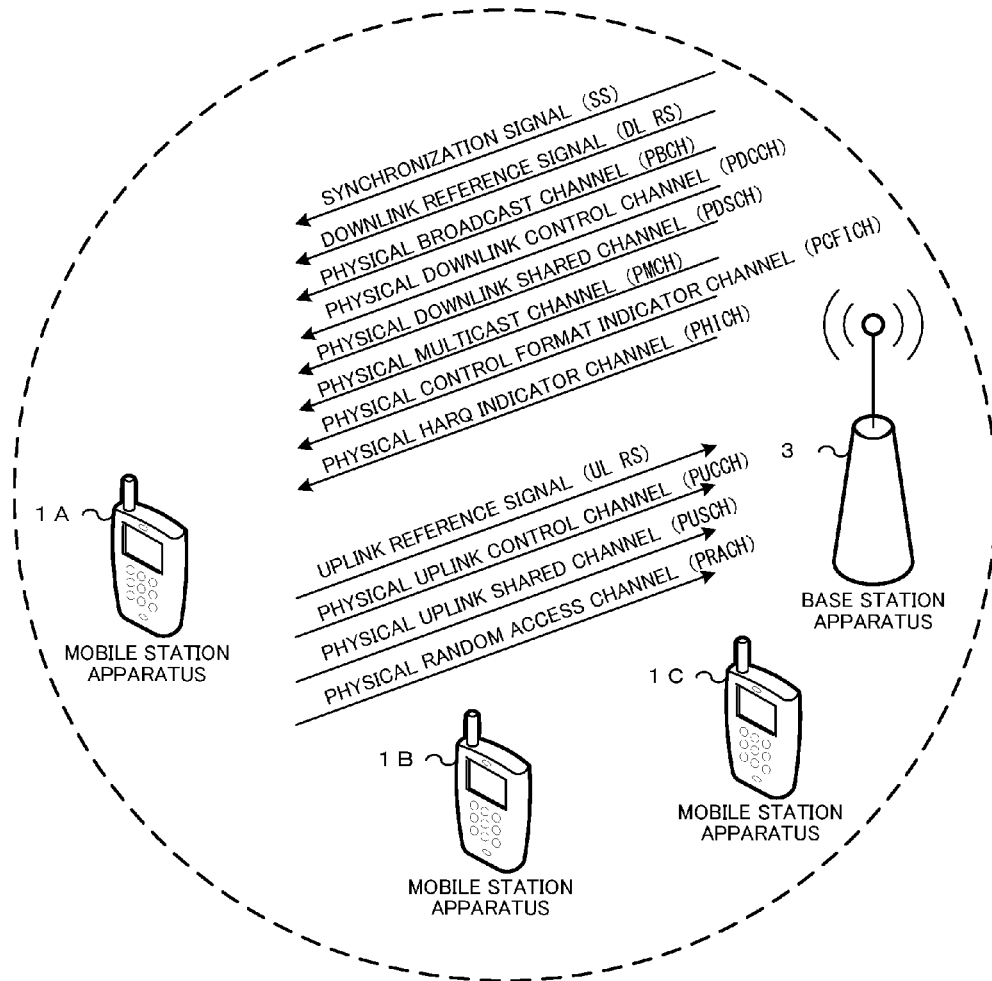 SYNCHRONIZATION SIGNAL (SS)
DOWNLINK REFERENCE SIGNAL (DL RS)
PHYSICAL BROADCAST CHANNEL (PBCH)
PHYSICAL DOWNLINK CONTROL CHANNEL (PDCCH)
PHYSICAL DOWNLINK SHARED CHANNEL (PDSCH)
PHYSICAL MULTICAST CHANNEL (PMCH)
PHYSICAL CONTROL FORMAT INDICATOR CHANNEL (PCFICH)
PHYSICAL HARQ INDICATOR CHANNEL (PHICH)
3
BASE STATION
APPARATUS
1A
MOBILE STATION
APPARATUS
UPLINK REFERENCE SIGNAL (UL RS)
PHYSICAL UPLINK CONTROL CHANNEL (PUCCH)
PHYSICAL UPLINK SHARED CHANNEL (PUSCH)
PHYSICAL RANDOM ACCESS CHANNEL (PRACH)
1C
MOBILE STATION
APPARATUS
1B
MOBILE STATION
APPARATUS